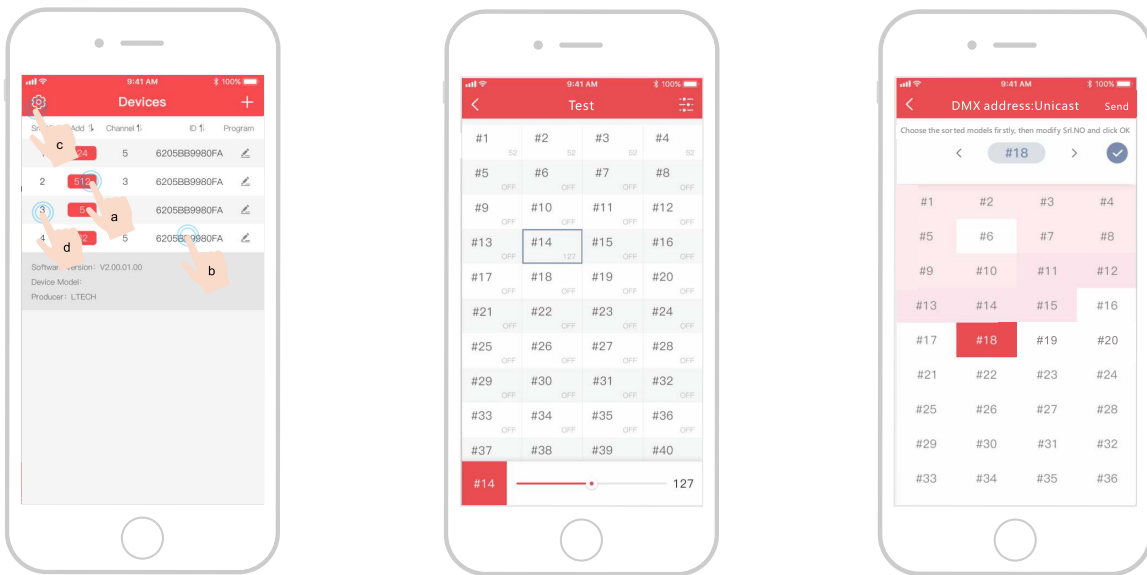 9:41 AM
100%
Devices
+
Add
Channel
ID
Program
c
5
6205BB9980FA
2
512
3
6205BB9980FA
3
5
6205BB9980FA
a
4
5
d
b
V2.00.01.00
Device Model:
Producer: LTECH
9:41 AM
100%
Test
#1 #2 #3 #4
52 52 52 52
#5 #6 #7 #8
OFF OFF OFF OFF
#9 #10 #11 #12
OFF OFF OFF OFF
#13 #14 #15 #16
OFF 127 OFF OFF
#17 #18 #19 #20
OFF OFF OFF OFF
#21 #22 #23 #24
OFF OFF OFF OFF
#25 #26 #27 #28
OFF OFF OFF OFF
#29 #30 #31 #32
OFF OFF OFF OFF
#33 #34 #35 #36
OFF OFF OFF OFF
#37 #38 #39 #40
#14 127
9:41 AM
100%
DMX address:Unicast Send
Choose the sorted models firstly, then modify Srl.NO and click OK
< #18 >
#1 #2 #3 #4
#5 #6 #7 #8
#9 #10 #11 #12
#13 #14 #15 #16
#17 #18 #19 #20
#21 #22 #23 #24
#25 #26 #27 #28
#29 #30 #31 #32
#33 #34 #35 #36